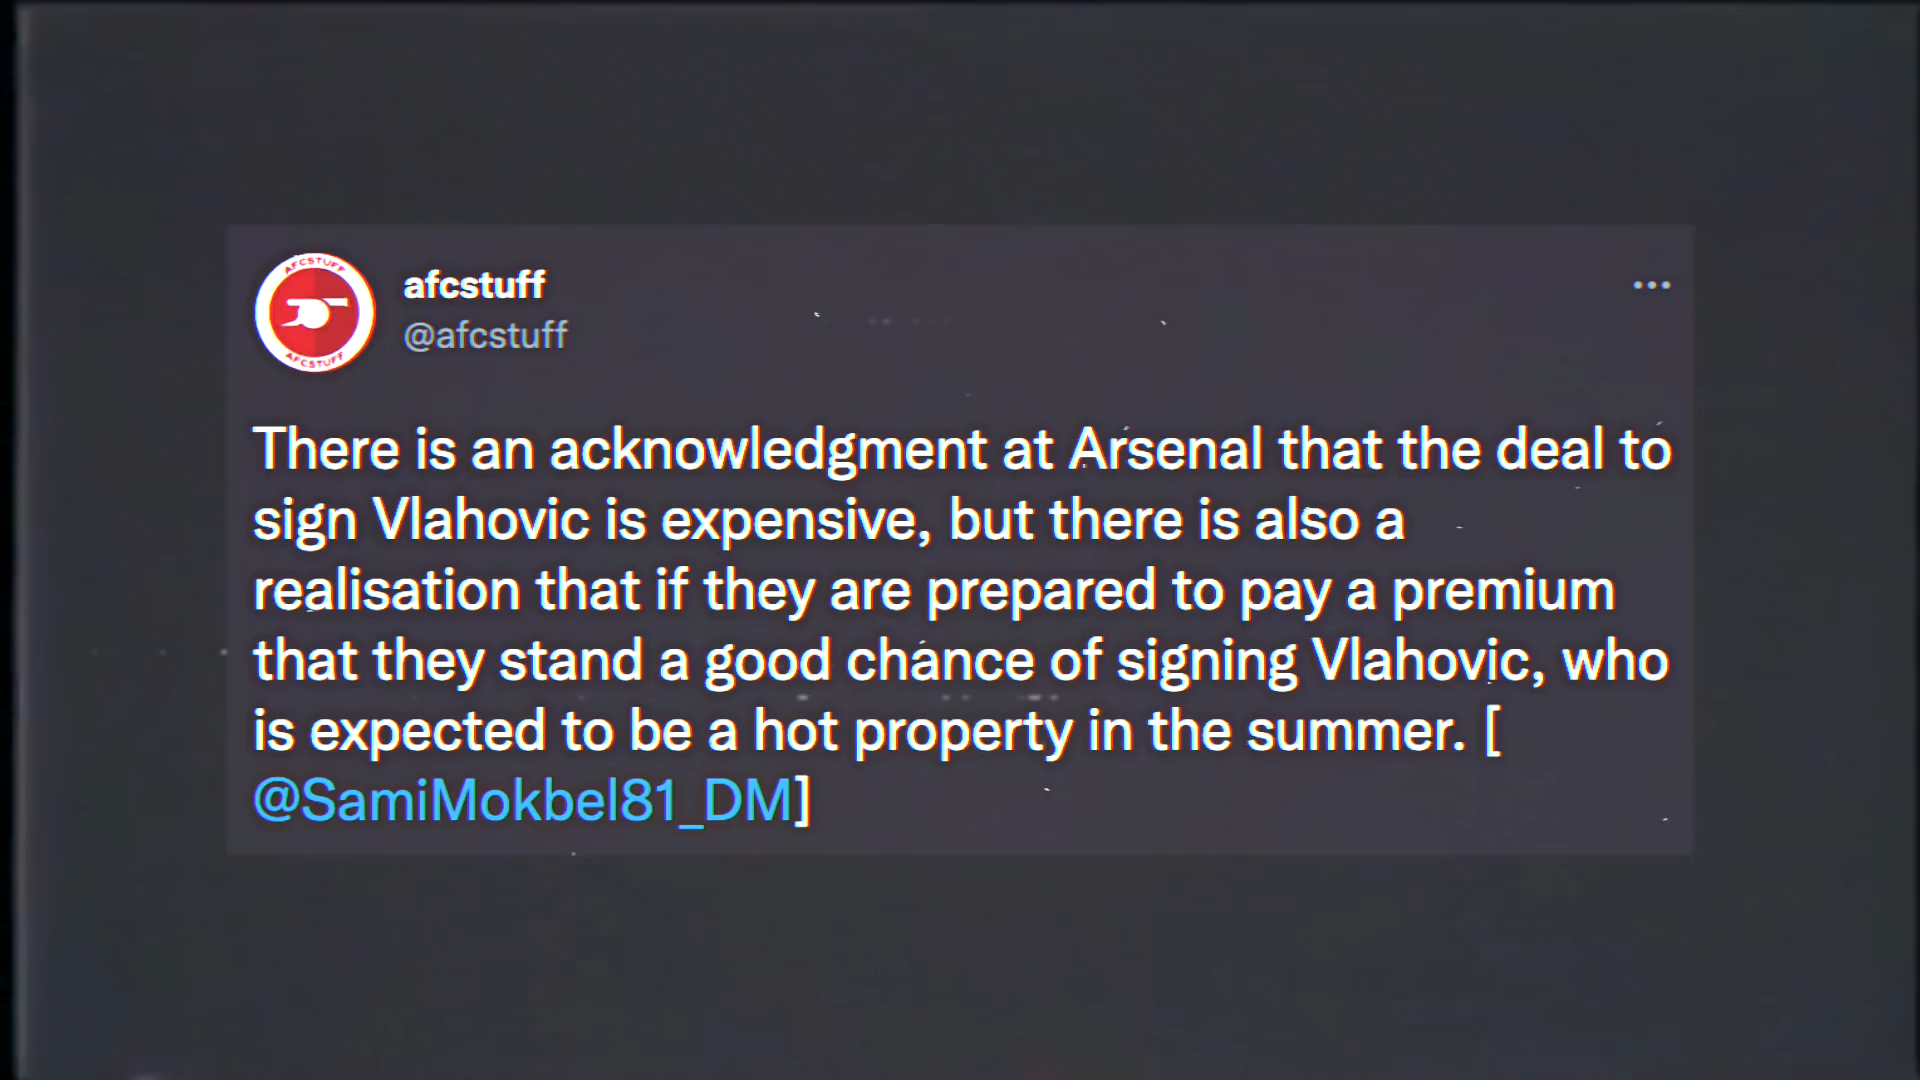 AFCSTUFF
AFCSTUFF
afcstuff
@afcstuff
There is an acknowledgment at Arsenal that the deal to
sign Vlahovic is expensive, but there is also a
realisation that if they are prepared to pay a premium
that they stand a good chance of signing Vlahovic, who
is expected to be a hot property in the summer. [
@SamiMokbel81_DM]